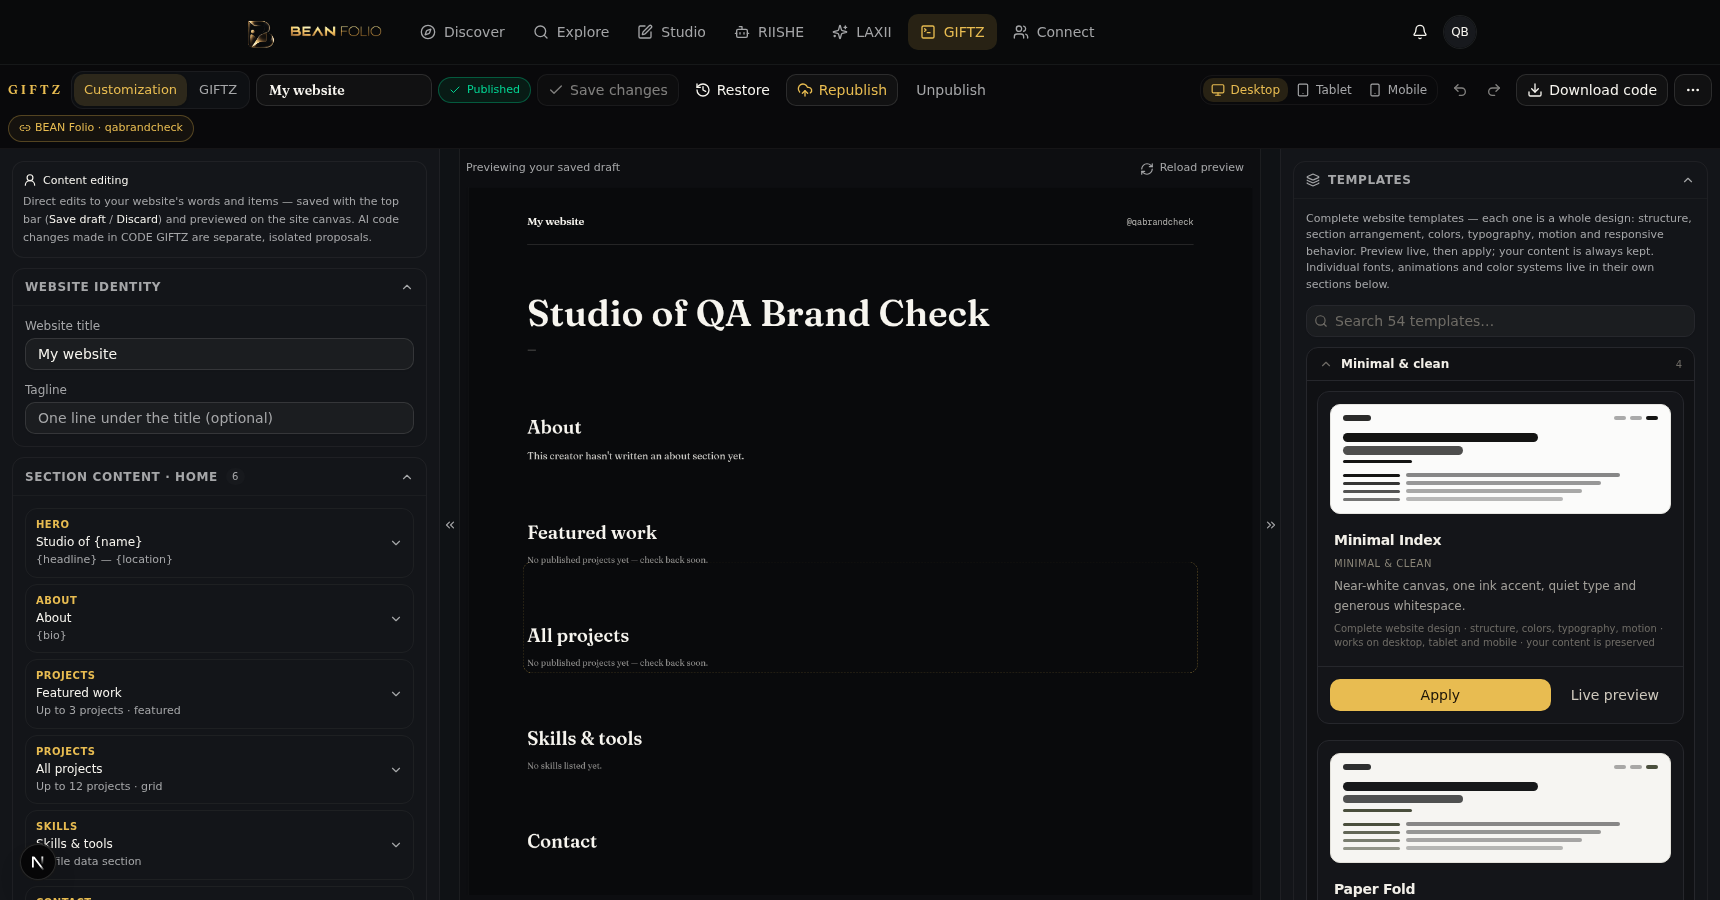 BEAN FOLIO
Discover
Explore
Studio
RIISHE
LAXII
GIFTZ
Connect
QB
GIFTZ
Customization
GIFTZ
My website
Published
Save changes
Restore
Republish
Unpublish
Desktop
Tablet
Mobile
Download code
BEAN Folio · qabrandcheck
Content editing
Direct edits to your website's words and items — saved with the top
bar (Save draft / Discard) and previewed on the site canvas. AI code
changes made in CODE GIFTZ are separate, isolated proposals.
WEBSITE IDENTITY
Website title
My website
Tagline
One line under the title (optional)
SECTION CONTENT · HOME 6
HERO
Studio of {name}
{headline} — {location}
ABOUT
About
{bio}
PROJECTS
Featured work
Up to 3 projects · featured
PROJECTS
All projects
Up to 12 projects · grid
SKILLS
Skills & tools
file data section
CONTACT
N
Previewing your saved draft
Reload preview
My website
@qabrandcheck
Studio of QA Brand Check
—
About
This creator hasn't written an about section yet.
Featured work
No published projects yet — check back soon.
All projects
No published projects yet — check back soon.
Skills & tools
No skills listed yet.
Contact
TEMPLATES
Complete website templates — each one is a whole design: structure,
section arrangement, colors, typography, motion and responsive
behavior. Preview live, then apply; your content is always kept.
Individual fonts, animations and color systems live in their own
sections below.
Search 54 templates...
Minimal & clean 4
Minimal Index
MINIMAL & CLEAN
Near-white canvas, one ink accent, quiet type and
generous whitespace.
Complete website design · structure, colors, typography, motion ·
works on desktop, tablet and mobile · your content is preserved
Apply
Live preview
Paper Fold